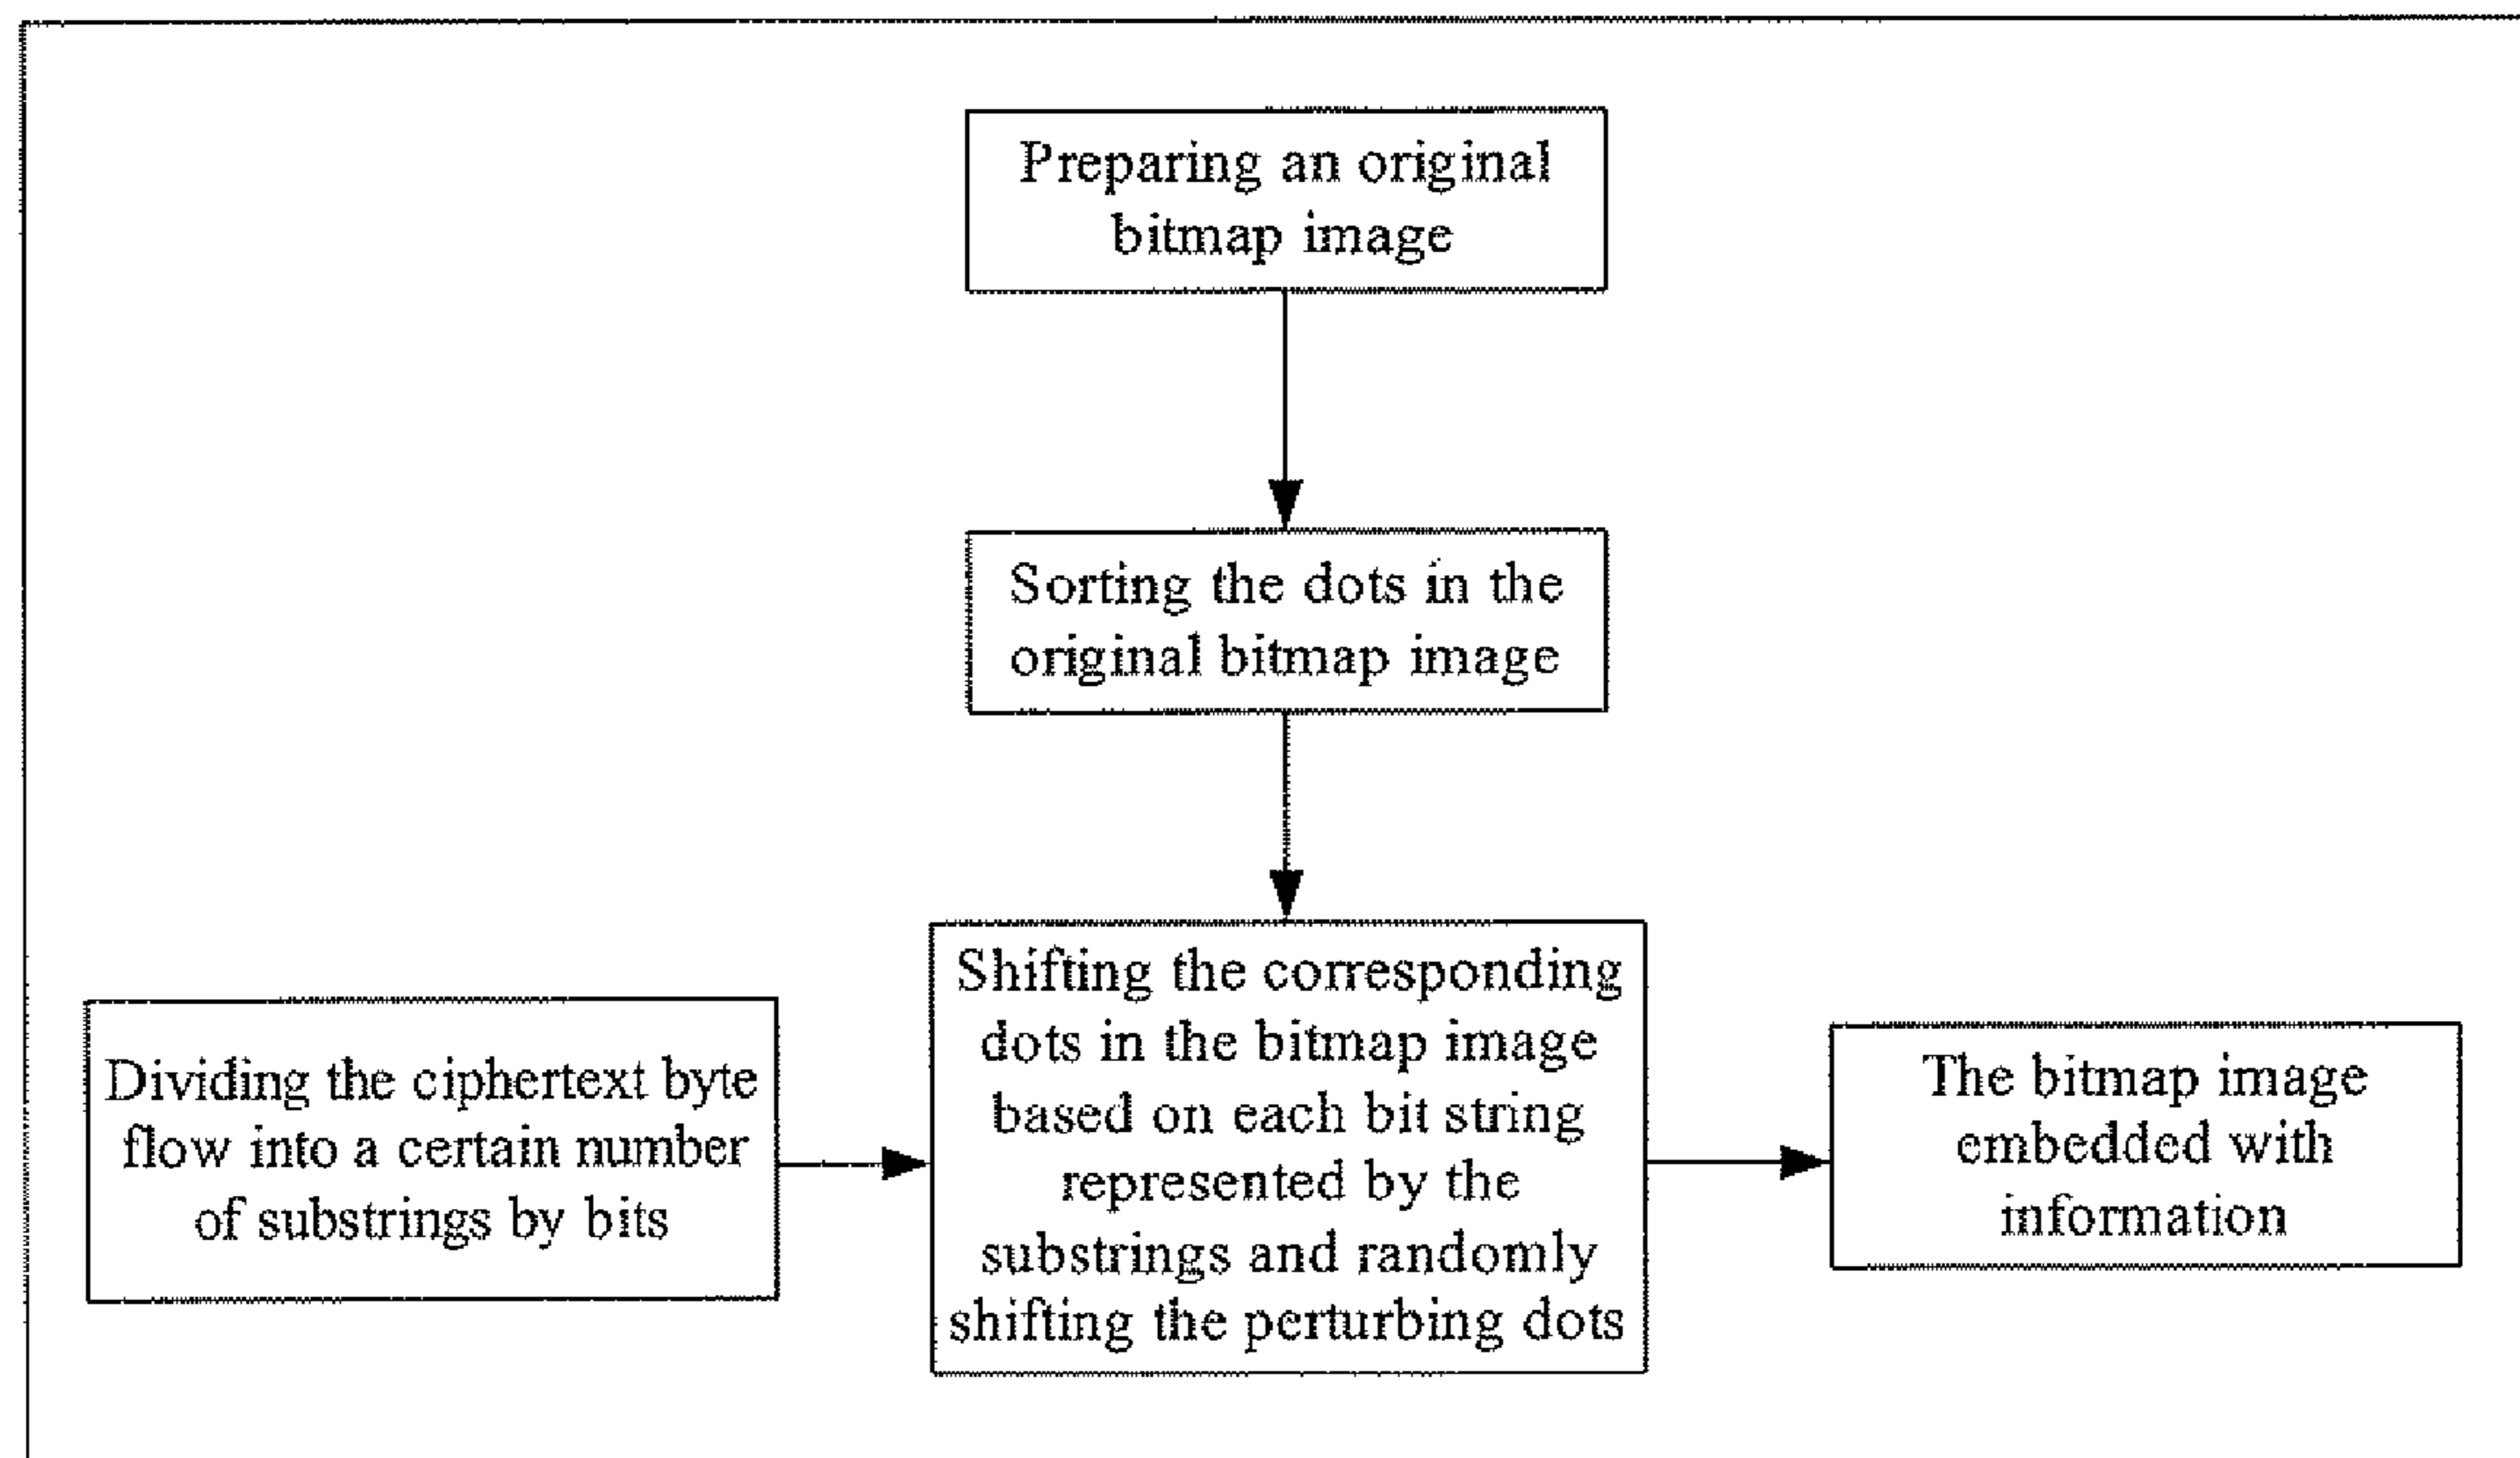 Preparing an original
bitmap image
Sorting the dots in the
original bitmap image
Dividing the ciphertext byte
flow into a certain number
of substrings by bits
Shifting the corresponding
dots in the bitmap image
based on each bit string
represented by the
substrings and randomly
shifting the perturbing dots
The bitmap image
embedded with
information